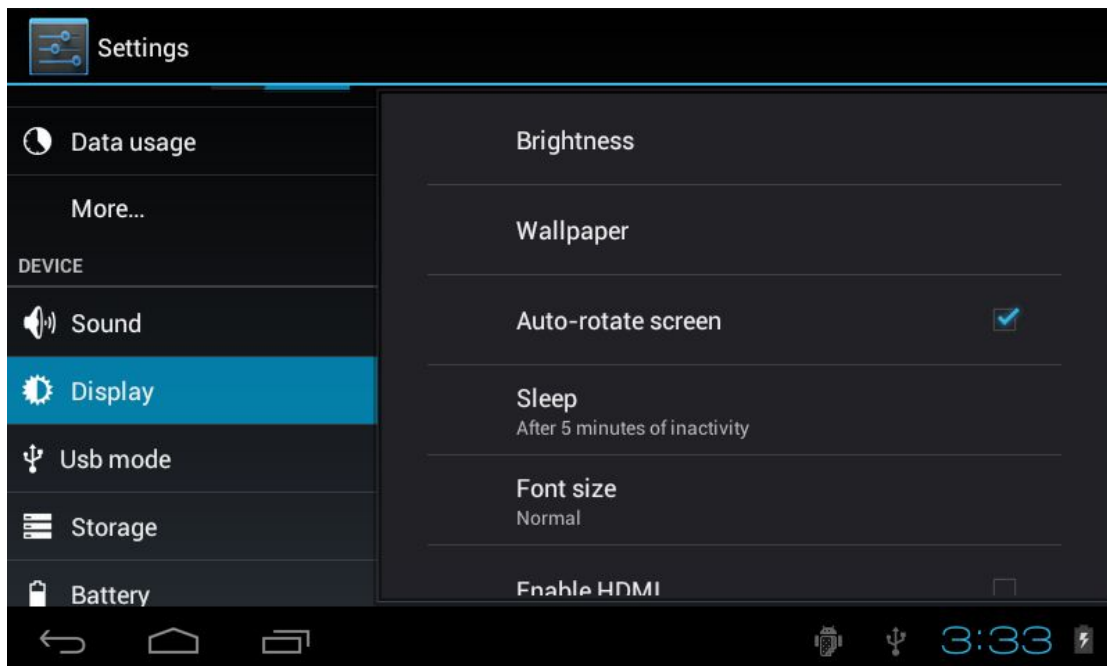 Settings
Data usage
More...
DEVICE
Sound
Display
Usb mode
Storage
Battery
Brightness
Wallpaper
Auto-rotate screen
Sleep
After 5 minutes of inactivity
Font size
Normal
Enable HDMI
3:33